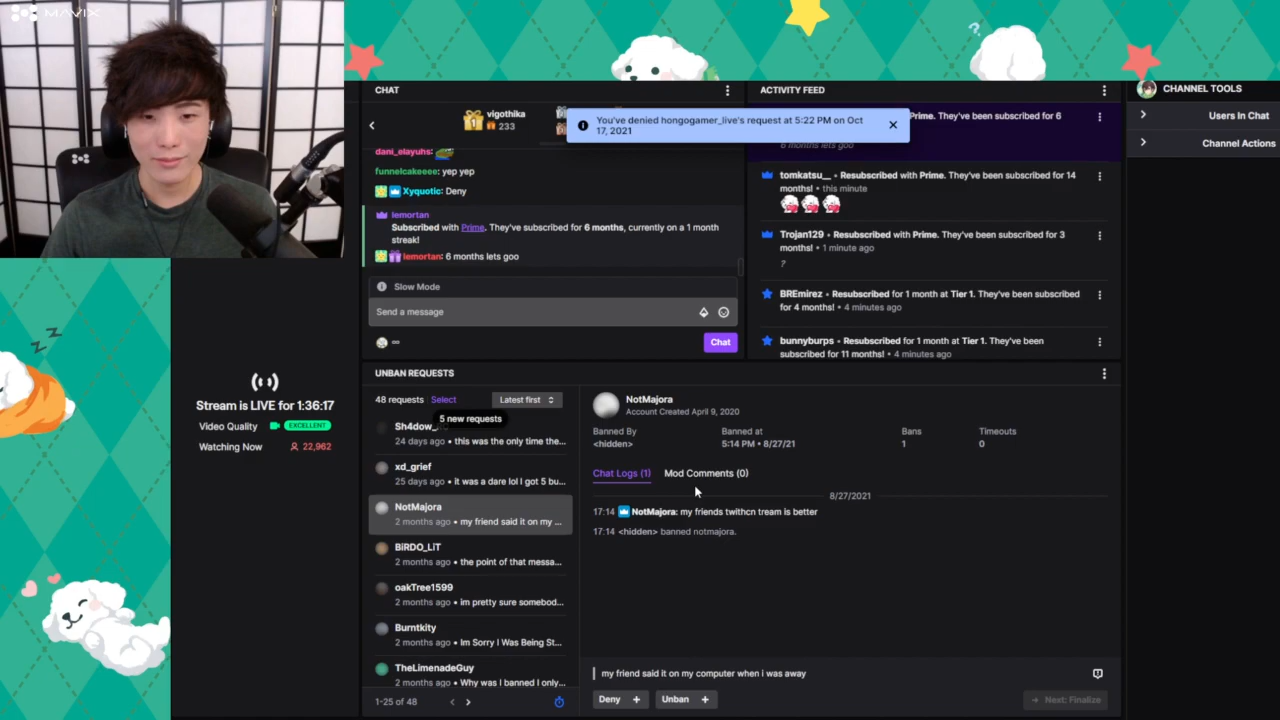 MAVIX
CHAT
vigothika
233
dani_elayuhs:
funnelcakeeee: yep yep
Xyquotic: Deny
lemortan
Subscribed with Prime. They've subscribed for 6 months, currently on a 1 month
streak!
lemortan: 6 months lets goo
Slow Mode
Send a message
Chat
You've denied hongogamer_live's request at 5:22 PM on Oct
17, 2021
ACTIVITY FEED
Prime. They've been subscribed for 6
6 months lets goo
tomkatsu__ • Resubscribed with Prime. They've been subscribed for 14
months! • this minute
Trojan129 • Resubscribed with Prime. They've been subscribed for 3
months! • 1 minute ago
?
BREmirez • Resubscribed for 1 month at Tier 1. They've been subscribed
for 4 months! • 4 minutes ago
bunnyburps • Resubscribed for 1 month at Tier 1. They've been
subscribed for 11 months! • 4 minutes ago
CHANNEL TOOLS
Users In Chat
Channel Actions
Stream is LIVE for 1:36:17
Video Quality EXCELLENT
Watching Now 22,962
UNBAN REQUESTS
48 requests Select Latest first
5 new requests
Sh4dow_
24 days ago • this was the only time the...
xd_grief
25 days ago • it was a dare lol I got 5 bu...
NotMajora
2 months ago • my friend said it on my ...
BiRDO_LiT
2 months ago • the point of that messa...
oakTree1599
2 months ago • im pretty sure somebod...
Burntkity
2 months ago • Im Sorry I Was Being St...
TheLimenadeGuy
2 months ago • Why was I banned I only...
1-25 of 48
NotMajora
Account Created April 9, 2020
Banned By Banned at Bans Timeouts
<hidden> 5:14 PM • 8/27/21 1 0
Chat Logs (1) Mod Comments (0)
8/27/2021
17:14 NotMajora: my friends twithcn tream is better
17:14 <hidden> banned notmajora.
my friend said it on my computer when i was away
Deny + Unban + → Next: Finalize